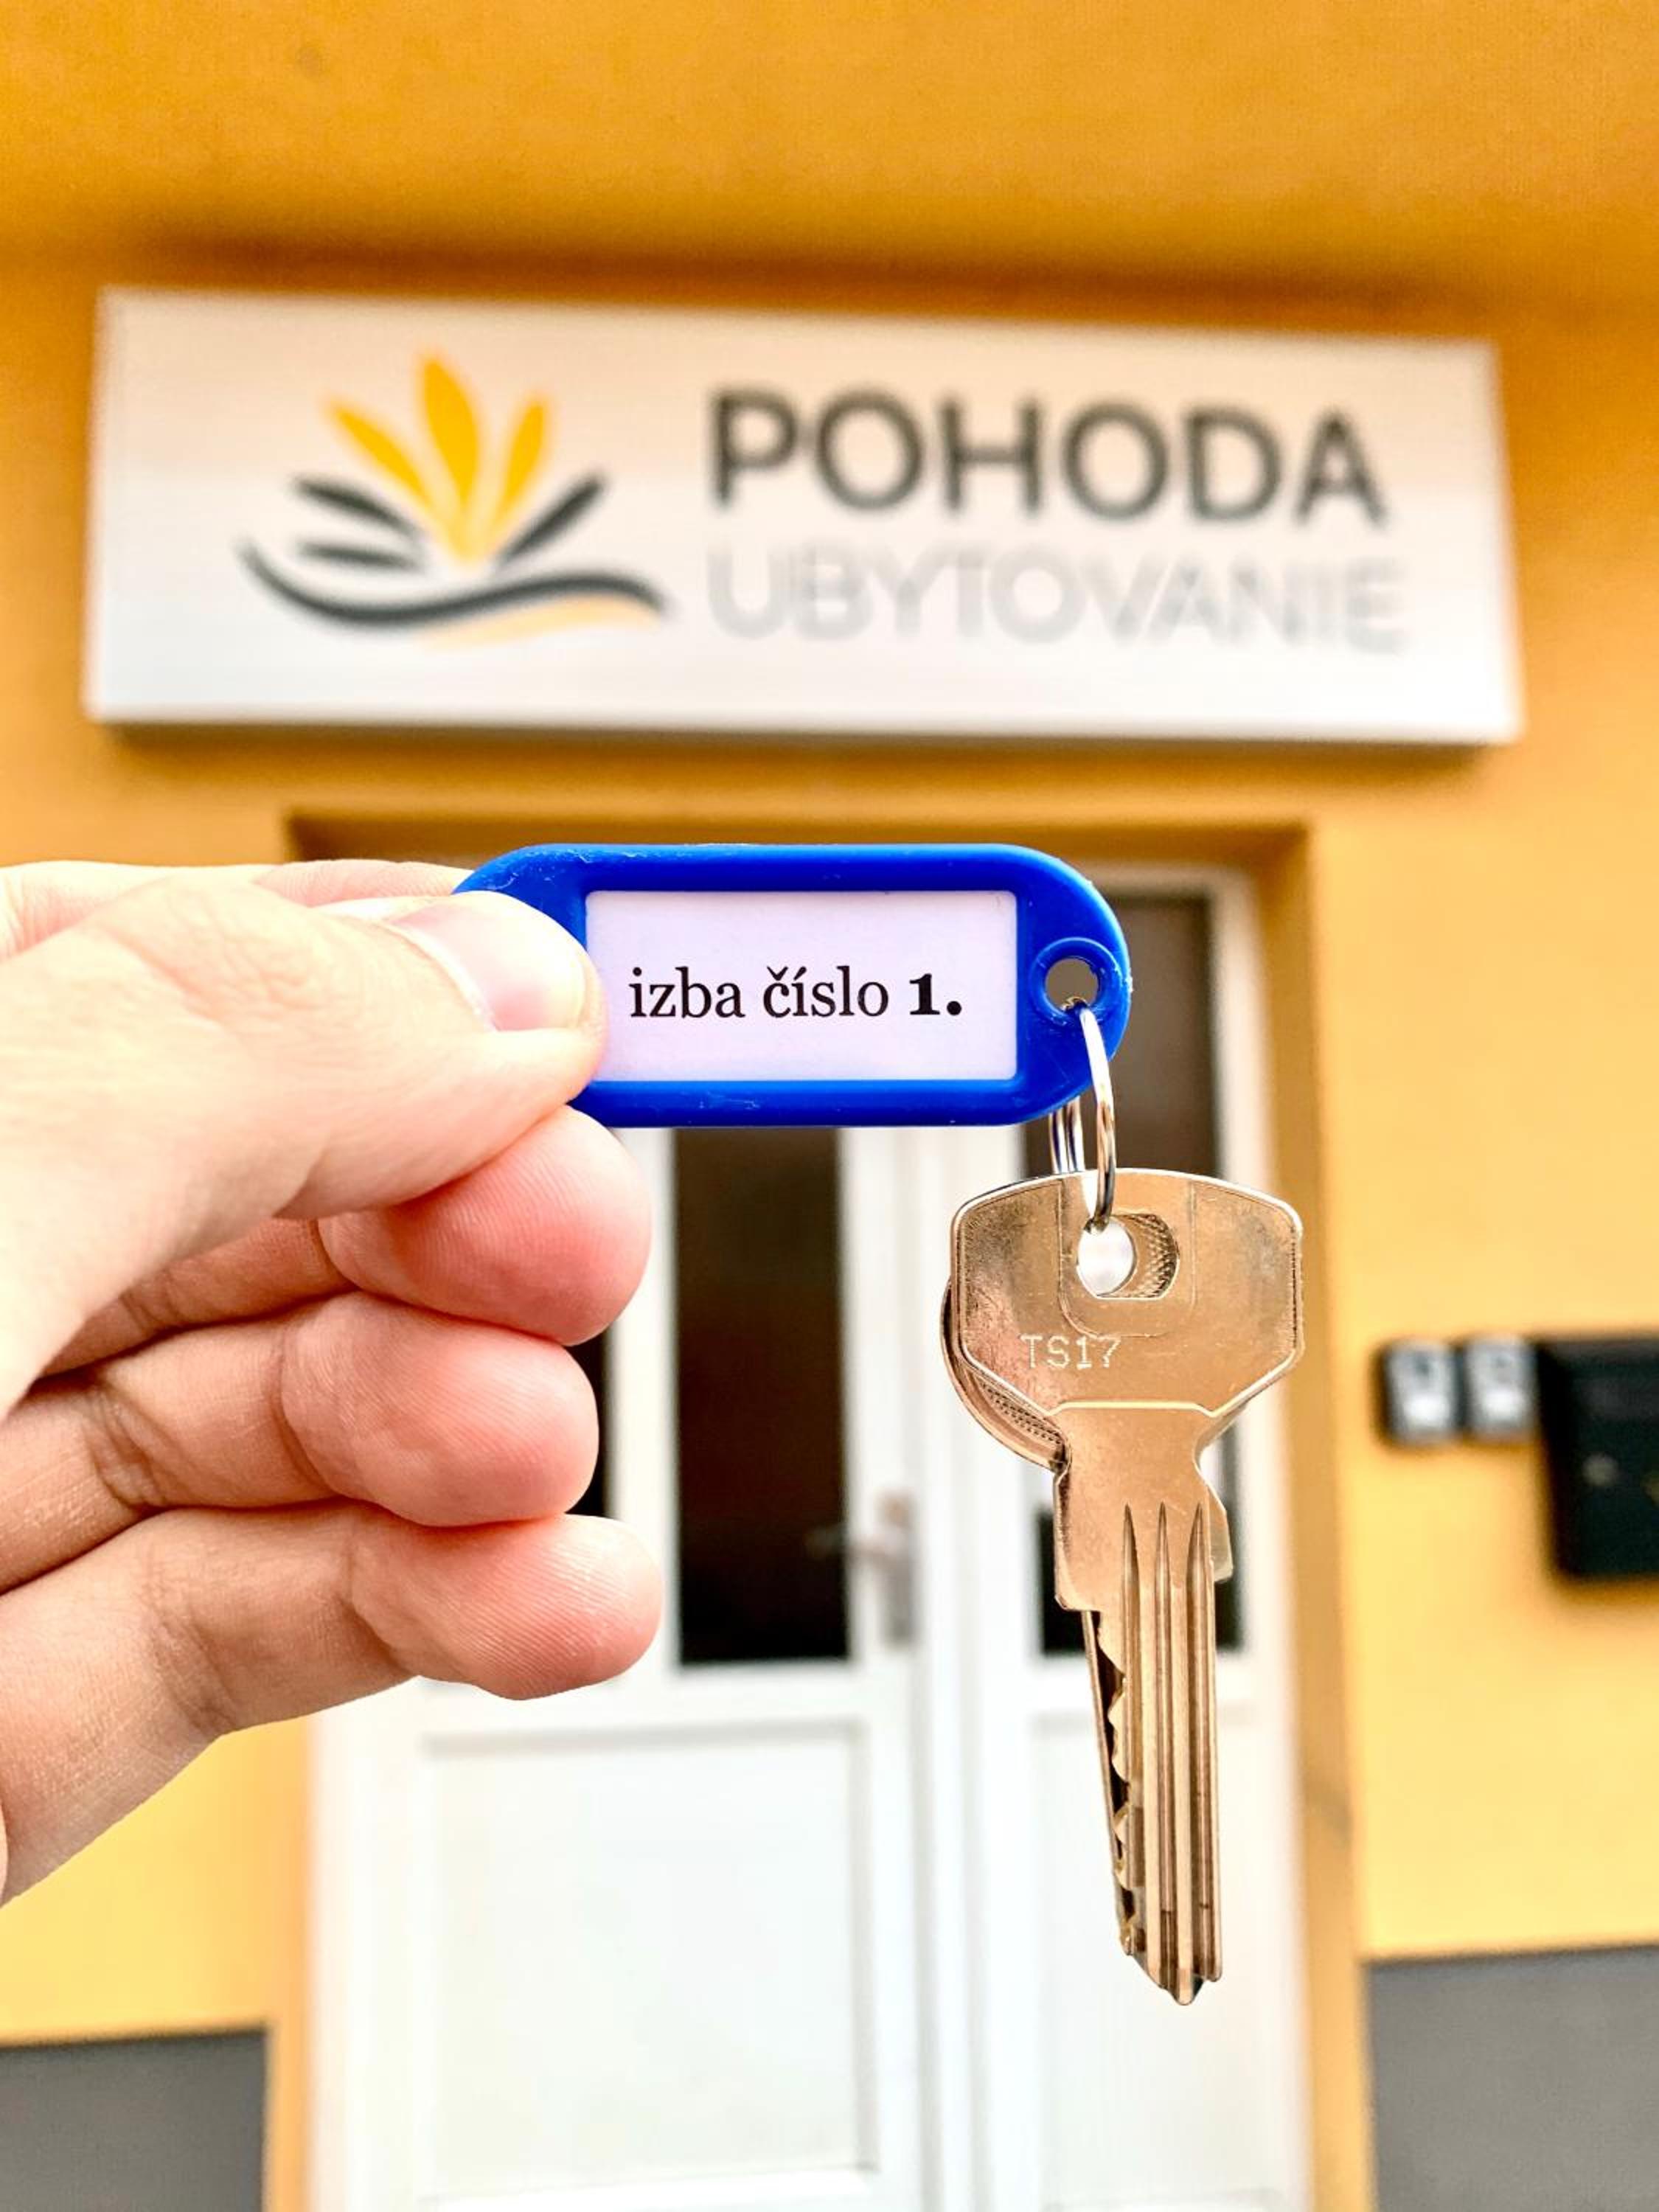 POHODA
UBYTOVANIE
izba číslo 1.
TS17